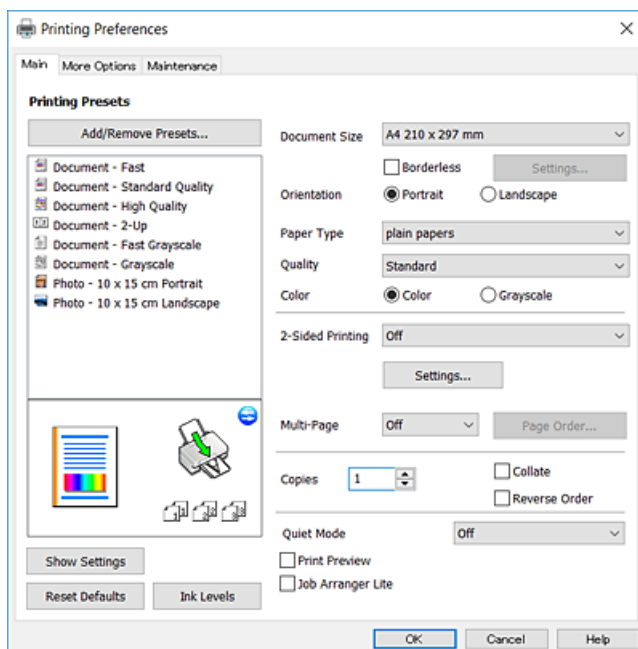 Printing Preferences
Main More Options Maintenance
Printing Presets
Add/Remove Presets...
Document - Fast
Document - Standard Quality
Document - High Quality
Document - 2-Up
Document - Fast Grayscale
Document - Grayscale
Photo - 10 x 15 cm Portrait
Photo - 10 x 15 cm Landscape
Show Settings
Reset Defaults Ink Levels
Document Size A4 210 x 297 mm
Borderless Settings...
Orientation Portrait Landscape
Paper Type plain papers
Quality Standard
Color Color Grayscale
2-Sided Printing Off
Settings...
Multi-Page Off Page Order...
Copies 1 Collate
Reverse Order
Quiet Mode Off
Print Preview
Job Arranger Lite
OK Cancel Help